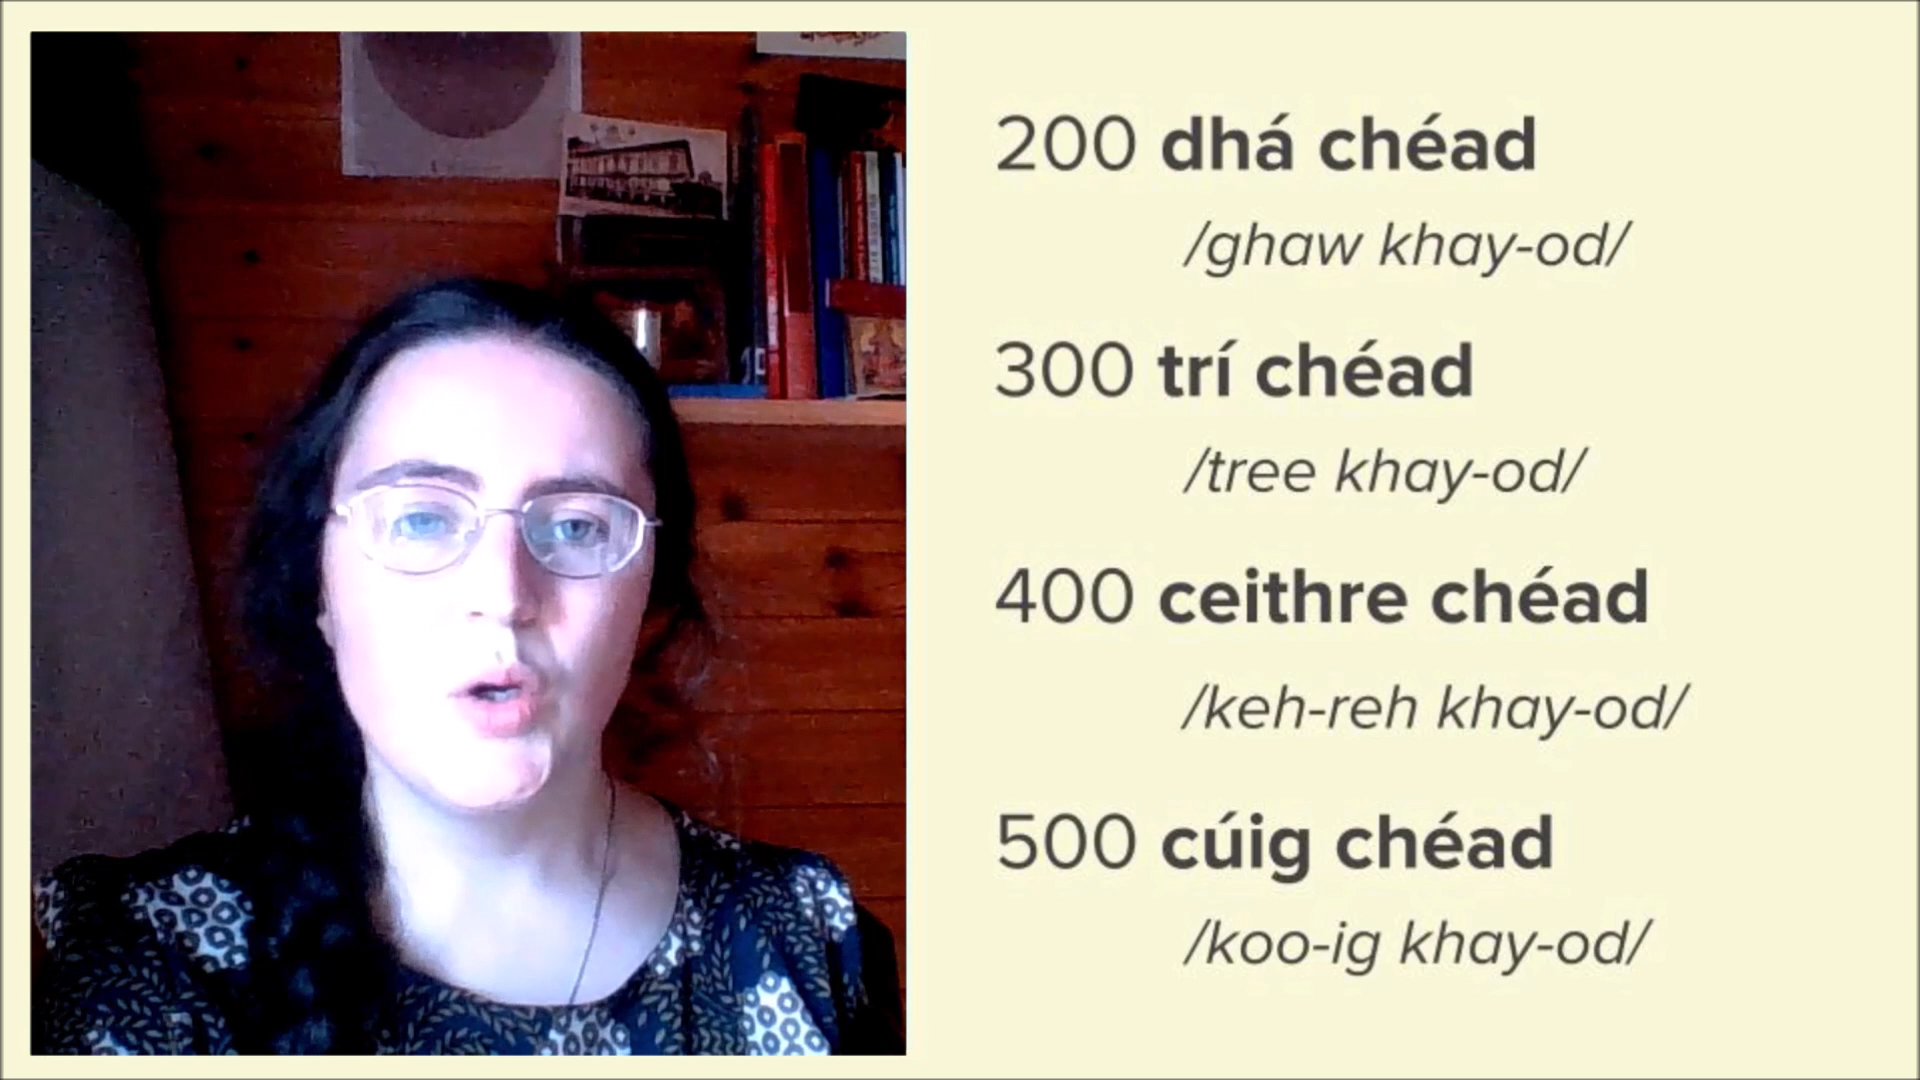 200 dhá chéad
/ghaw khay-od/
300 trí chéad
/tree khay-od/
400 ceithre chéad
/keh-reh khay-od/
500 cúig chéad
/koo-ig khay-od/